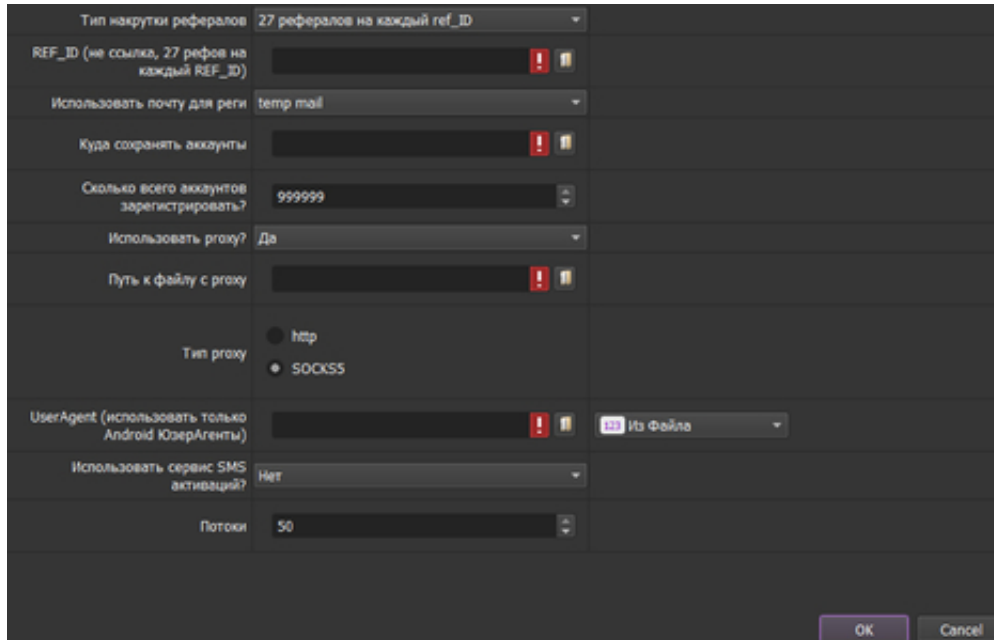 Тип накрутки рефералов 27 рефералов на каждый ref_ID
REF_ID (не ссылка, 27 рефов на
каждый REF_ID)
Использовать почту для реги temp mail
Куда сохранять аккаунты
Сколько всего аккаунтов
зарегистрировать?
999999
Использовать proxy? Да
Путь к файлу с proxy
http
Тип proxy
SOCKS5
UserAgent (использовать только
Android ЮзерАгенты)
123 Из Файла
Использовать сервис SMS
активаций?
Нет
Потоки 50
OK Cancel